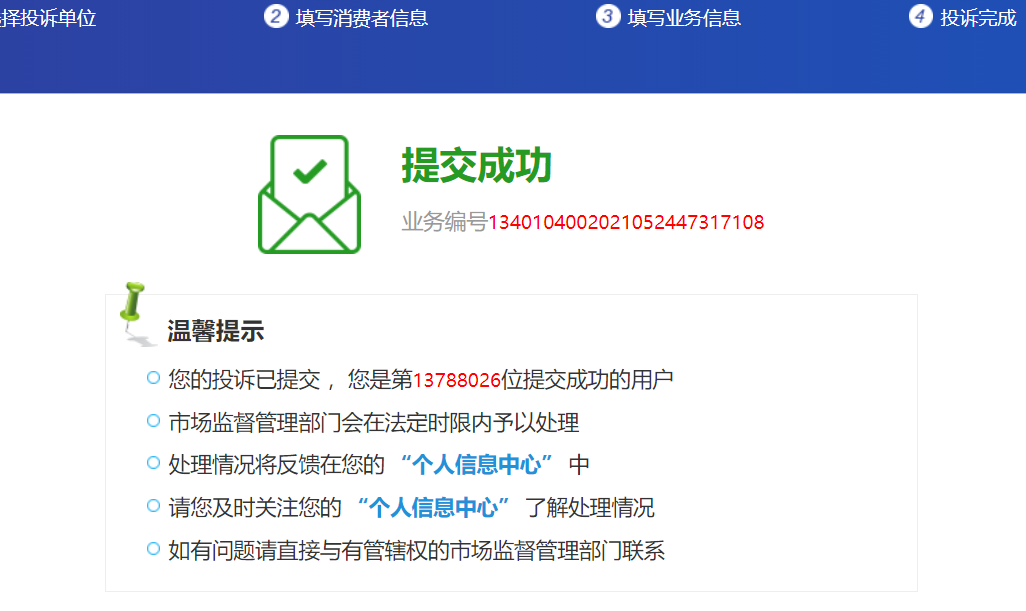 择投诉单位
2 填写消费者信息
3 填写业务信息
4 投诉完成
提交成功
业务编号1340104002021052447317108
温馨提示
您的投诉已提交，您是第13788026位提交成功的用户
市场监督管理部门会在法定时限内予以处理
处理情况将反馈在您的“个人信息中心”中
请您及时关注您的“个人信息中心”了解处理情况
如有问题请直接与有管辖权的市场监督管理部门联系